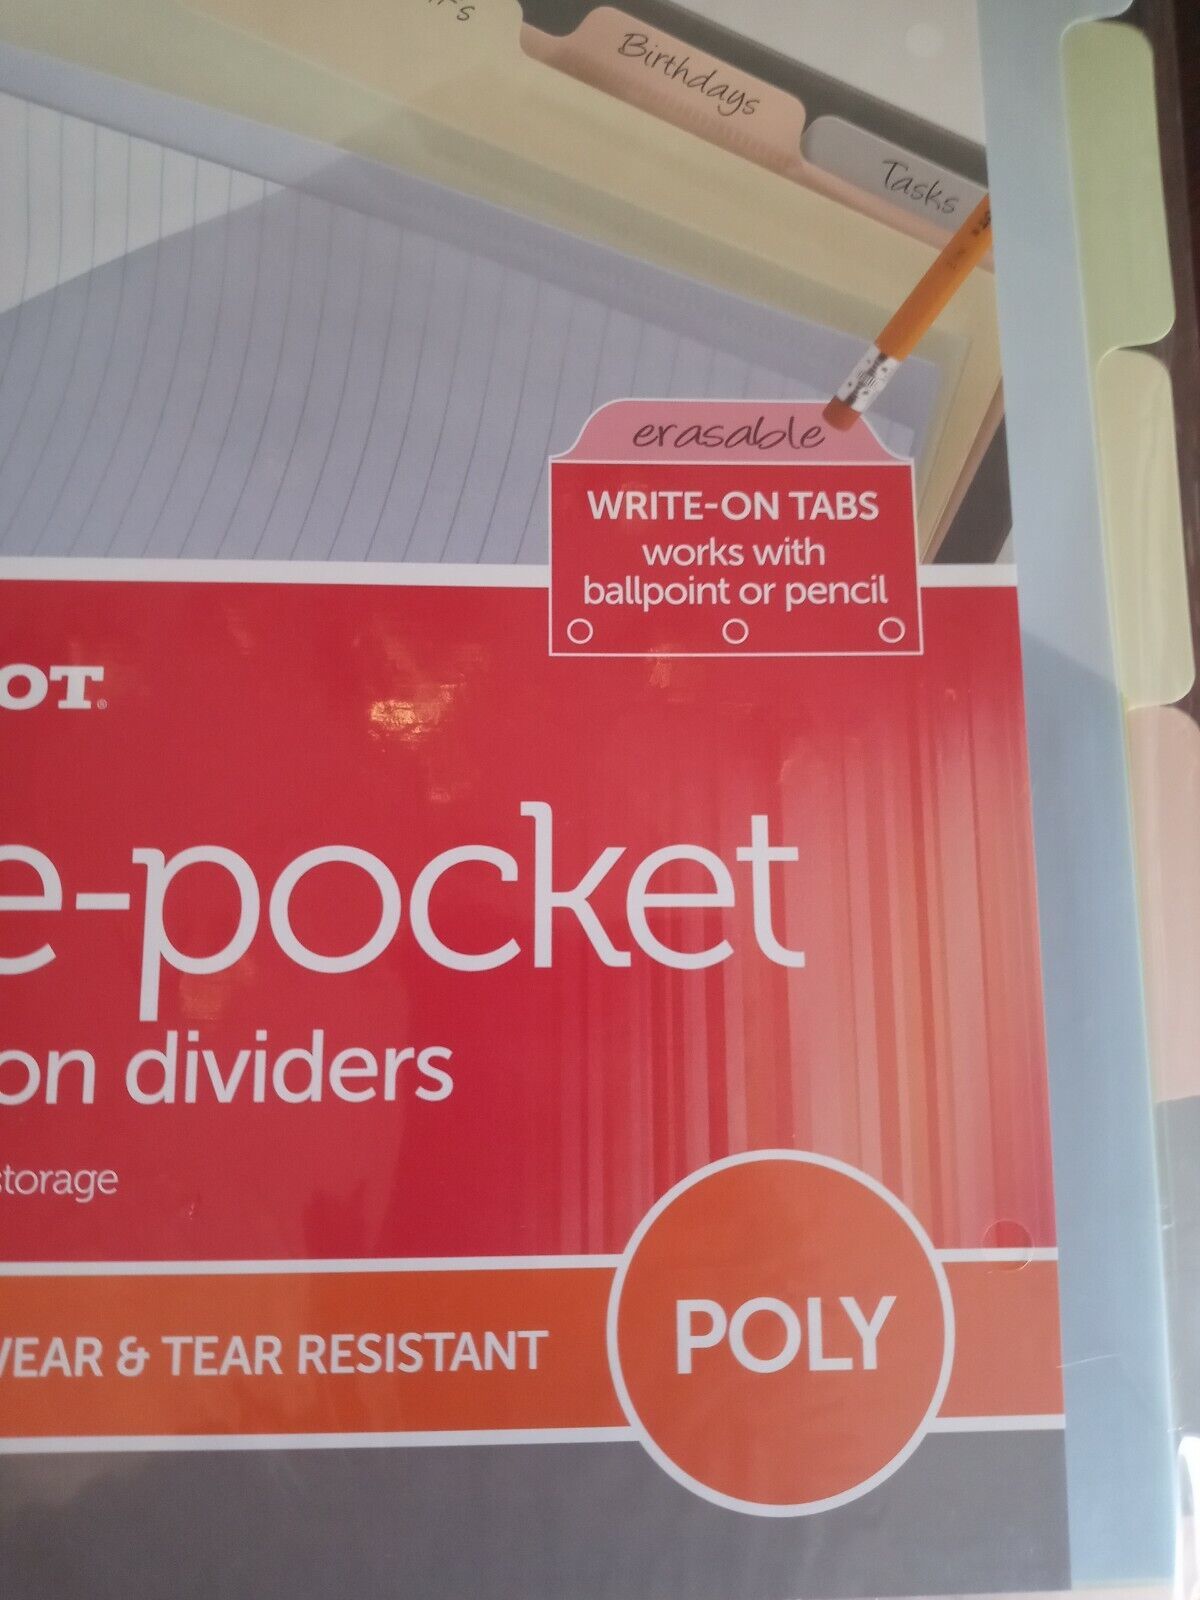 Birthdays
Tasks
erasable
WRITE-ON TABS
works with
ballpoint or pencil
OT®
e-pocket
on dividers
storage
WEAR & TEAR RESISTANT
POLY